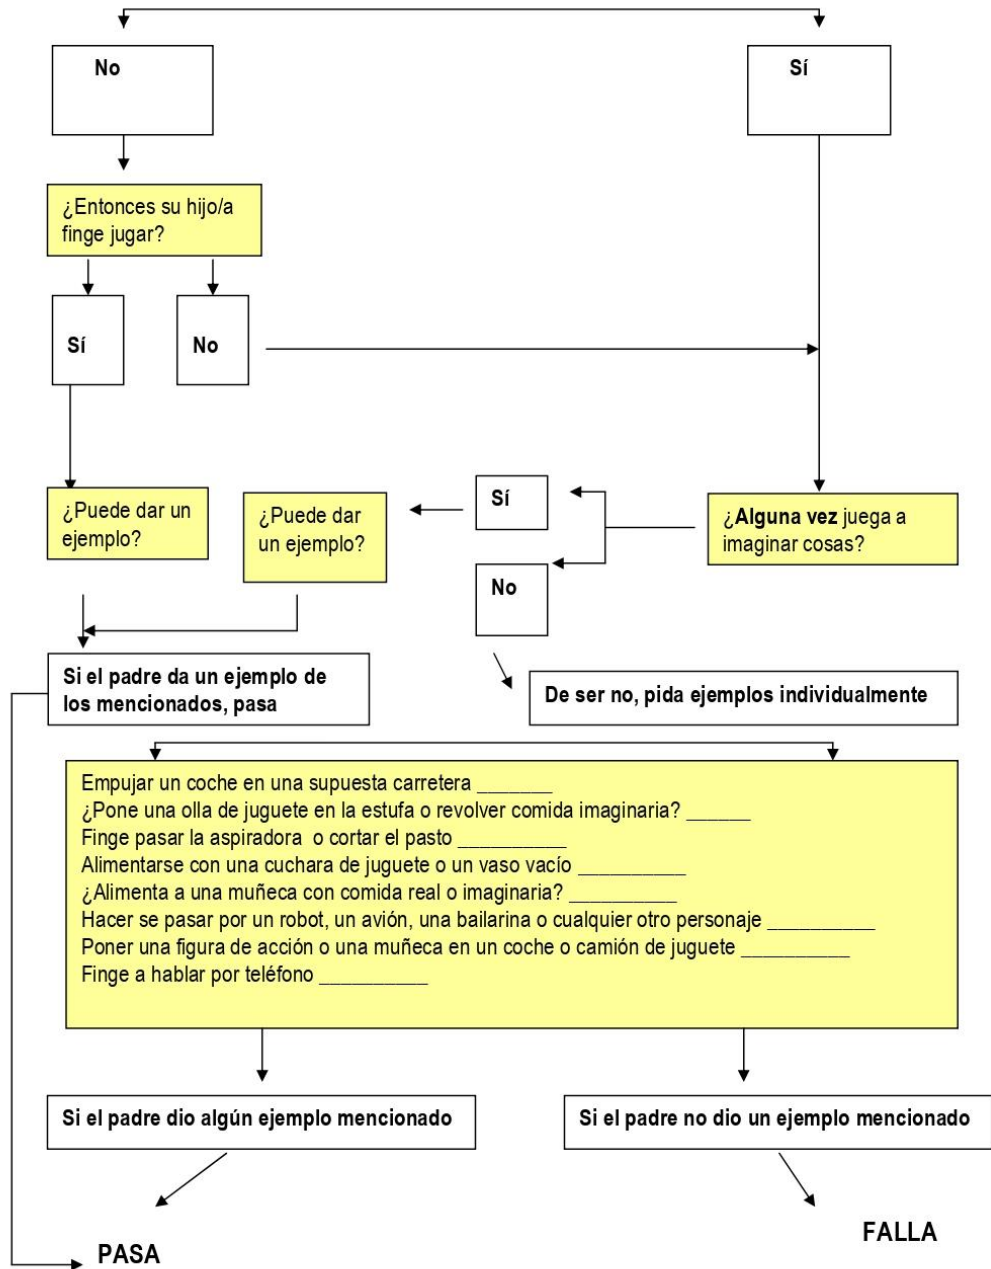 No
Sí
¿Entonces su hijo/a
finge jugar?
Sí
No
¿Puede dar un
ejemplo?
¿Puede dar
un ejemplo?
Sí
No
¿Alguna vez juega a
imaginar cosas?
Si el padre da un ejemplo de
los mencionados, pasa
De ser no, pida ejemplos individualmente
Empujar un coche en una supuesta carretera _______
¿Pone una olla de juguete en la estufa o revolver comida imaginaria? ______
Finge pasar la aspiradora o cortar el pasto __________
Alimentarse con una cuchara de juguete o un vaso vacío __________
¿Alimenta a una muñeca con comida real o imaginaria? __________
Hacer se pasar por un robot, un avión, una bailarina o cualquier otro personaje __________
Poner una figura de acción o una muñeca en un coche o camión de juguete __________
Finge a hablar por teléfono __________
Si el padre dio algún ejemplo mencionado
Si el padre no dio un ejemplo mencionado
PASA
FALLA